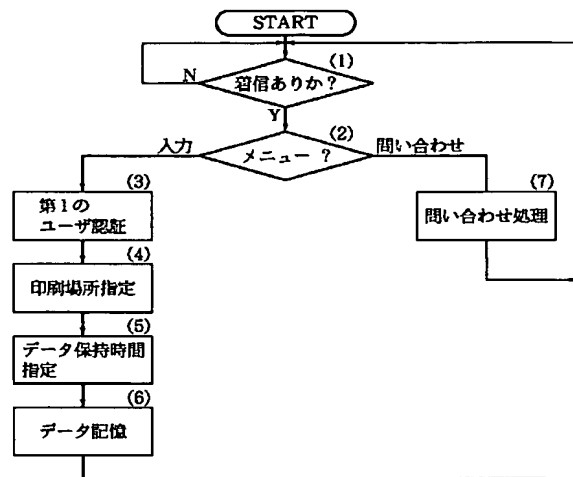 START
(1)
着信ありか?
N
Y
(2)
メニュー ?
入力
問い合わせ
(3)
第1の
ユーザ認証
(7)
問い合わせ処理
(4)
印刷場所指定
(5)
データ保持時間
指定
(6)
データ記憶